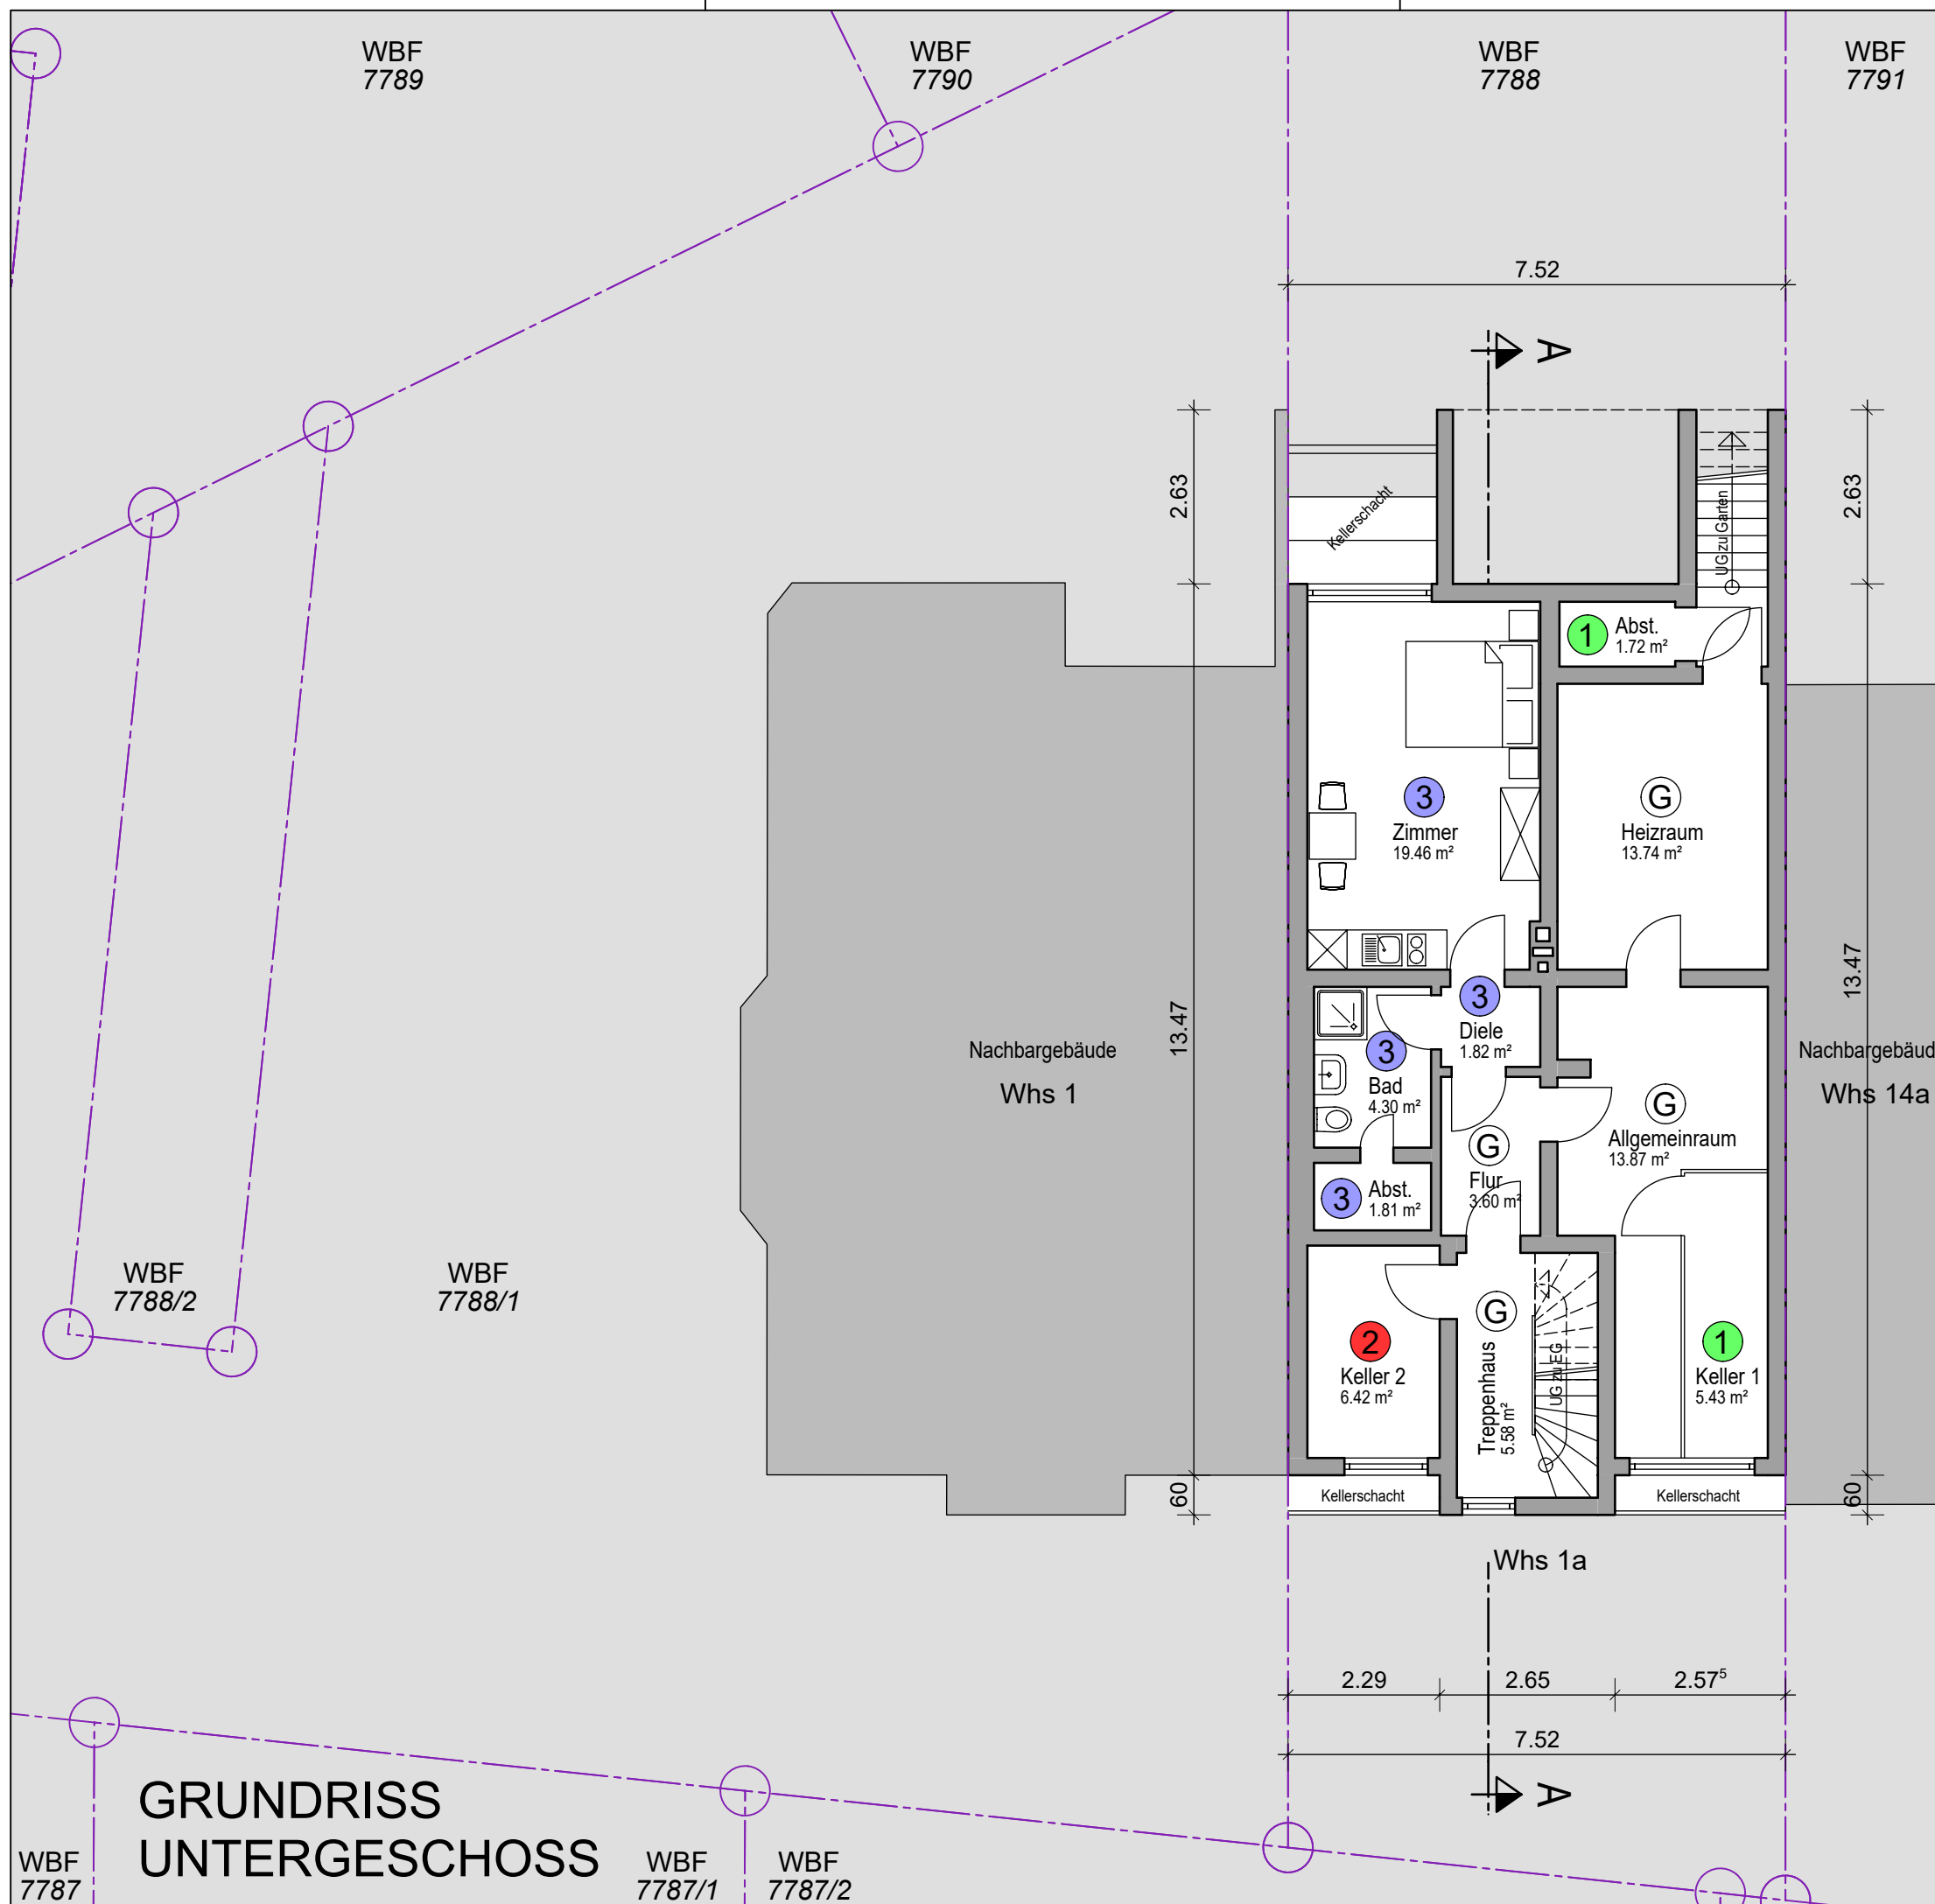 WBF
7789
WBF
7790
WBF
7788
WBF
7791
7.52
A
2.63
2.63
Kellerschacht
UG zu Garten
1
Abst.
1.72 m²
3
Zimmer
19.46 m²
G
Heizraum
13.74 m²
13.47
13.47
3
Diele
1.82 m²
3
Bad
4.30 m²
Nachbargebäude
Whs 1
Nachbargebäud
Whs 14a
G
Allgemeinraum
13.87 m²
G
Flur
3.60 m²
3
Abst.
1.81 m²
WBF
7788/2
WBF
7788/1
2
Keller 2
6.42 m²
G
Treppenhaus
5.58 m²
UG zu EG
1
Keller 1
5.43 m²
60
Kellerschacht
Kellerschacht
60
Whs 1a
2.29
2.65
2.57⁵
7.52
A
GRUNDRISS
UNTERGESCHOSS
WBF
7787
WBF
7787/1
WBF
7787/2